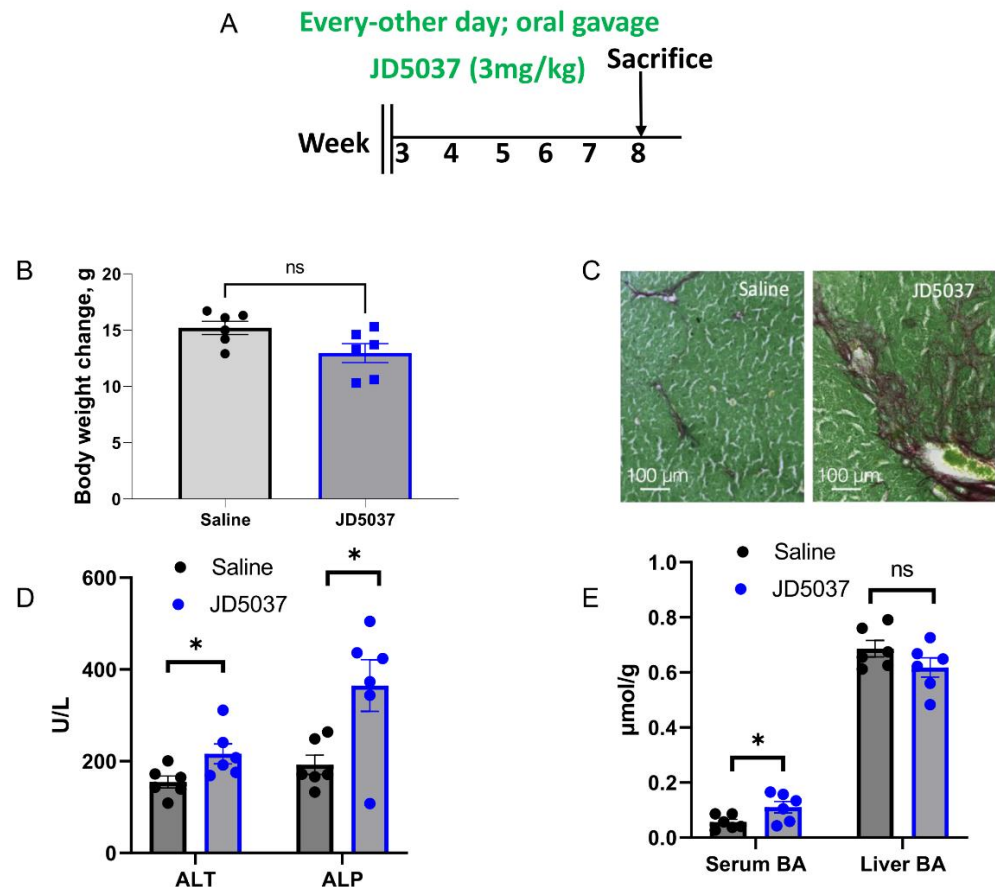 A
Every-other day; oral gavage
JD5037 (3mg/kg)
Sacrifice
Week
3 4 5 6 7 8
B
Body weight change, g
20
15
10
5
0
ns
Saline JD5037
C
Saline
100 µm
JD5037
100 µm
D
Saline
JD5037
U/L
600
400
200
0
*
*
ALT ALP
E
Saline
JD5037
µmol/g
1.0
0.8
0.6
0.4
0.2
0.0
*
ns
Serum BA Liver BA